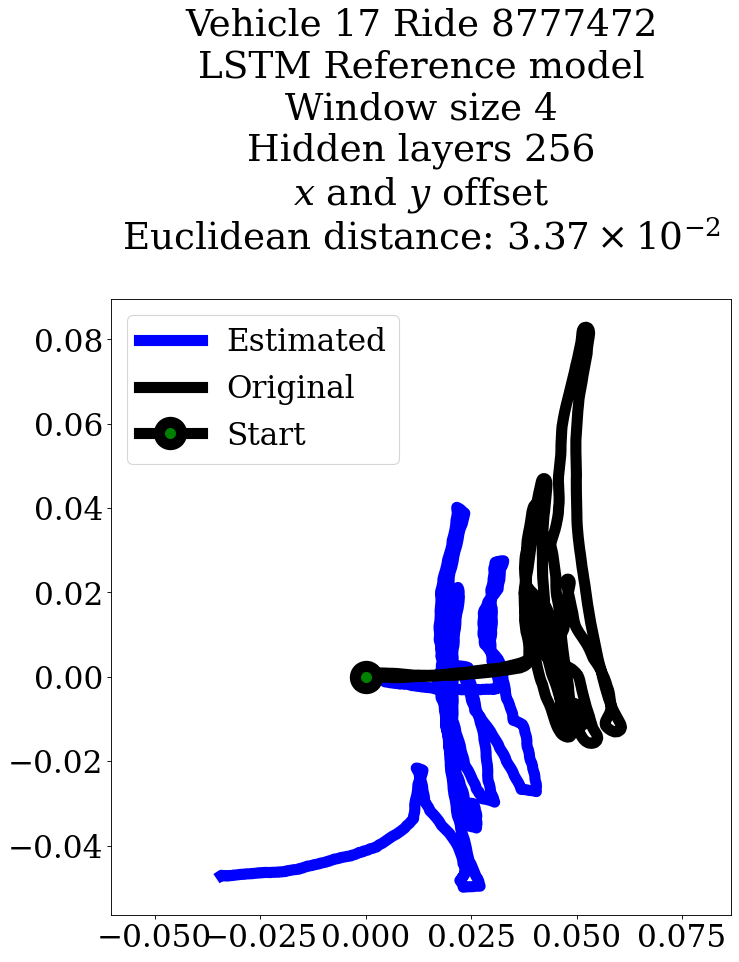 Vehicle 17 Ride 8777472
LSTM Reference model
Window size 4
Hidden layers 256
x and y offset
Euclidean distance: 3.37 × 10⁻²
Estimated
Original
Start
0.08
0.06
0.04
0.02
0.00
−0.02
−0.04
−0.050 −0.025 0.000 0.025 0.050 0.075